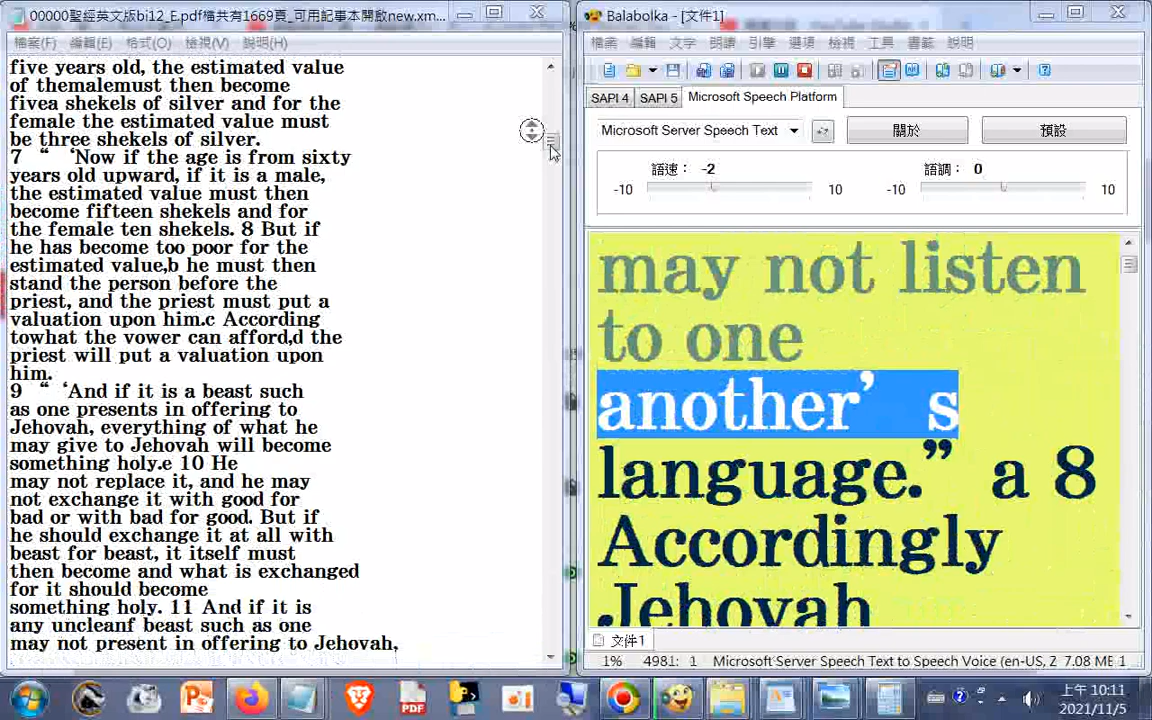 00000聖經英文版bi12_E.pdf檔共有1669頁_可用記事本開啟new.xm...
檔案(F) 編輯(E) 格式(O) 檢視(V) 說明(H)
five years old, the estimated value
of themalemust then become
fivea shekels of silver and for the
female the estimated value must
be three shekels of silver.
7 “ ‘Now if the age is from sixty
years old upward, if it is a male,
the estimated value must then
become fifteen shekels and for
the female ten shekels. 8 But if
he has become too poor for the
estimated value,b he must then
stand the person before the
priest, and the priest must put a
valuation upon him.c According
towhat the vower can afford,d the
priest will put a valuation upon
him.
9 “ ‘And if it is a beast such
as one presents in offering to
Jehovah, everything of what he
may give to Jehovah will become
something holy.e 10 He
may not replace it, and he may
not exchange it with good for
bad or with bad for good. But if
he should exchange it at all with
beast for beast, it itself must
then become and what is exchanged
for it should become
something holy. 11 And if it is
any uncleanf beast such as one
may not present in offering to Jehovah,
Balabolka - [文件1]
檔案 編輯 文字 朗讀 引擎 選項 檢視 工具 書籤 說明
SAPI 4 SAPI 5 Microsoft Speech Platform
Microsoft Server Speech Text 關於 預設
語速： -2 語調： 0
-10 10 -10 10
may not listen
to one
another’ s
language.” a 8
Accordingly
Jehovah
文件1
1% 4981: 1 Microsoft Server Speech Text to Speech Voice (en-US, 2 7.08 ME 1
PDF
上午 10:11
2021/11/5